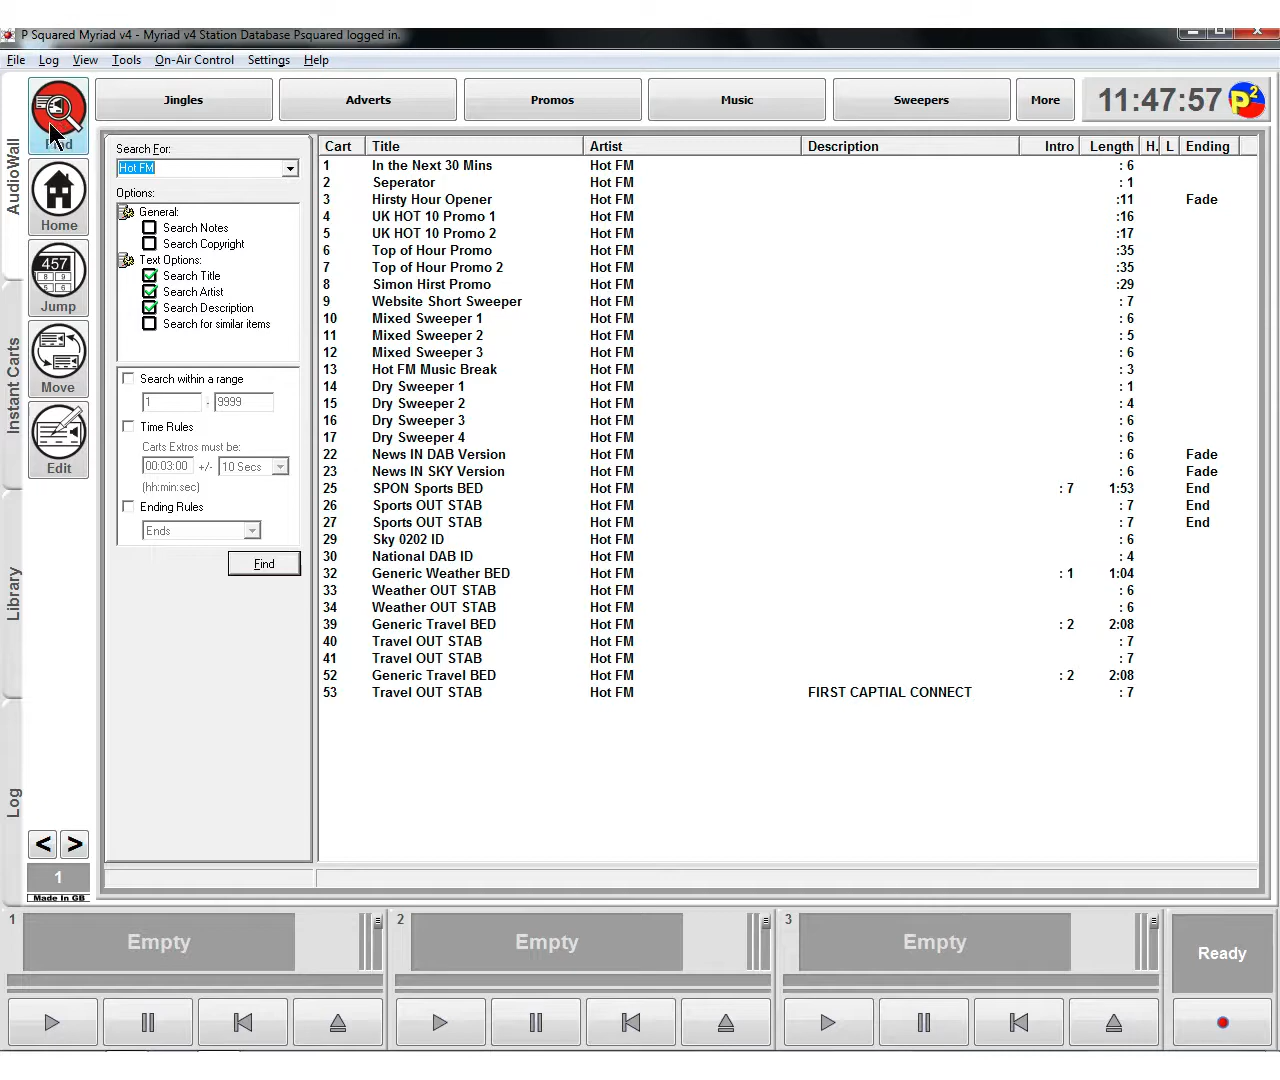 P Squared Myriad v4 - Myriad v4 Station Database Psquared logged in.
File Log View Tools On-Air Control Settings Help
AudioWall
Instant Carts
Library
Log
Find
Home
457
8 9
5 6
Jump
Move
Edit
< >
1
Made In GB
Jingles Adverts Promos Music Sweepers More 11:47:57 P2
Search For:
Hot FM
Options:
General:
Search Notes
Search Copyright
Text Options:
Search Title
Search Artist
Search Description
Search for similar items
Search within a range
1 - 9999
Time Rules
Carts Extros must be:
00:03:00 +/- 10 Secs
(hh:min:sec)
Ending Rules
Ends
Find
Cart Title Artist Description Intro Length H. L Ending
1 In the Next 30 Mins Hot FM : 6
2 Seperator Hot FM : 1
3 Hirsty Hour Opener Hot FM :11 Fade
4 UK HOT 10 Promo 1 Hot FM :16
5 UK HOT 10 Promo 2 Hot FM :17
6 Top of Hour Promo Hot FM :35
7 Top of Hour Promo 2 Hot FM :35
8 Simon Hirst Promo Hot FM :29
9 Website Short Sweeper Hot FM : 7
10 Mixed Sweeper 1 Hot FM : 6
11 Mixed Sweeper 2 Hot FM : 5
12 Mixed Sweeper 3 Hot FM : 6
13 Hot FM Music Break Hot FM : 3
14 Dry Sweeper 1 Hot FM : 1
15 Dry Sweeper 2 Hot FM : 4
16 Dry Sweeper 3 Hot FM : 6
17 Dry Sweeper 4 Hot FM : 6
22 News IN DAB Version Hot FM : 6 Fade
23 News IN SKY Version Hot FM : 6 Fade
25 SPON Sports BED Hot FM : 7 1:53 End
26 Sports OUT STAB Hot FM : 7 End
27 Sports OUT STAB Hot FM : 7 End
29 Sky 0202 ID Hot FM : 6
30 National DAB ID Hot FM : 4
32 Generic Weather BED Hot FM : 1 1:04
33 Weather OUT STAB Hot FM : 6
34 Weather OUT STAB Hot FM : 6
39 Generic Travel BED Hot FM : 2 2:08
40 Travel OUT STAB Hot FM : 7
41 Travel OUT STAB Hot FM : 7
52 Generic Travel BED Hot FM : 2 2:08
53 Travel OUT STAB Hot FM FIRST CAPTIAL CONNECT : 7
1 Empty 2 Empty 3 Empty Ready